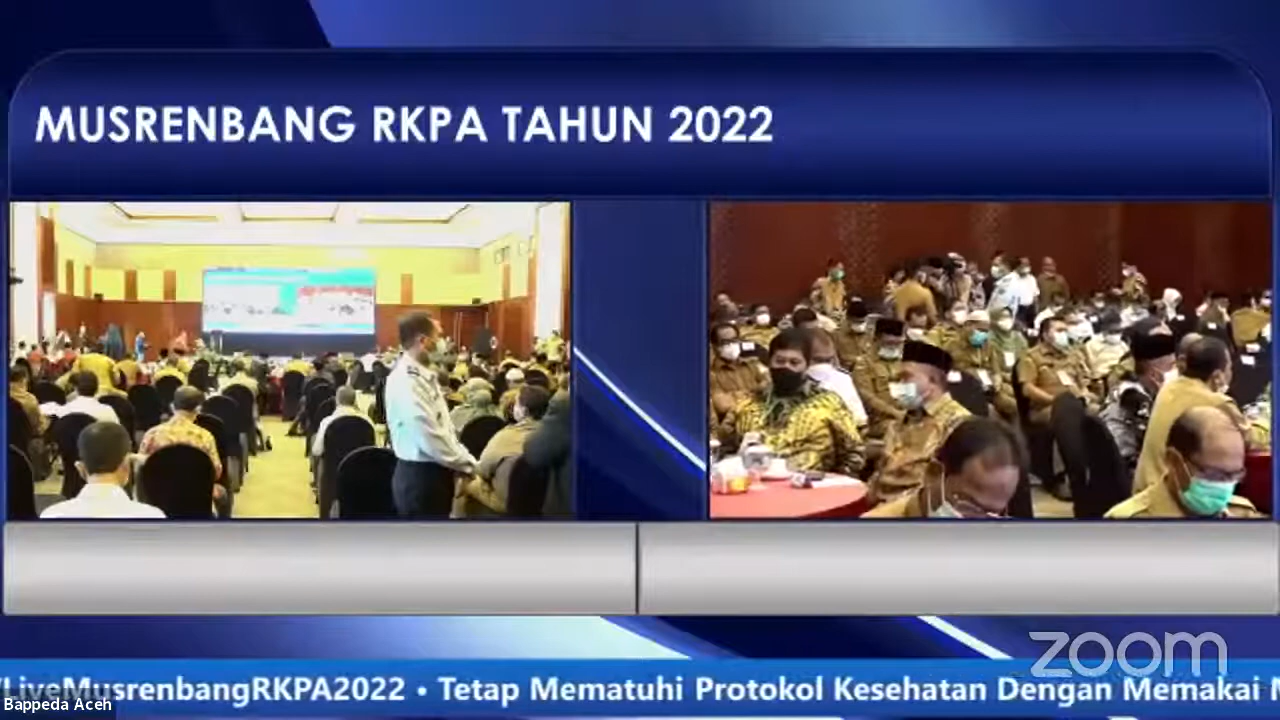 MUSRENBANG RKPA TAHUN 2022
zoom
LiveMusrenbangRKPA2022 • Tetap Mematuhi Protokol Kesehatan Dengan Memakai
Bappeda Aceh